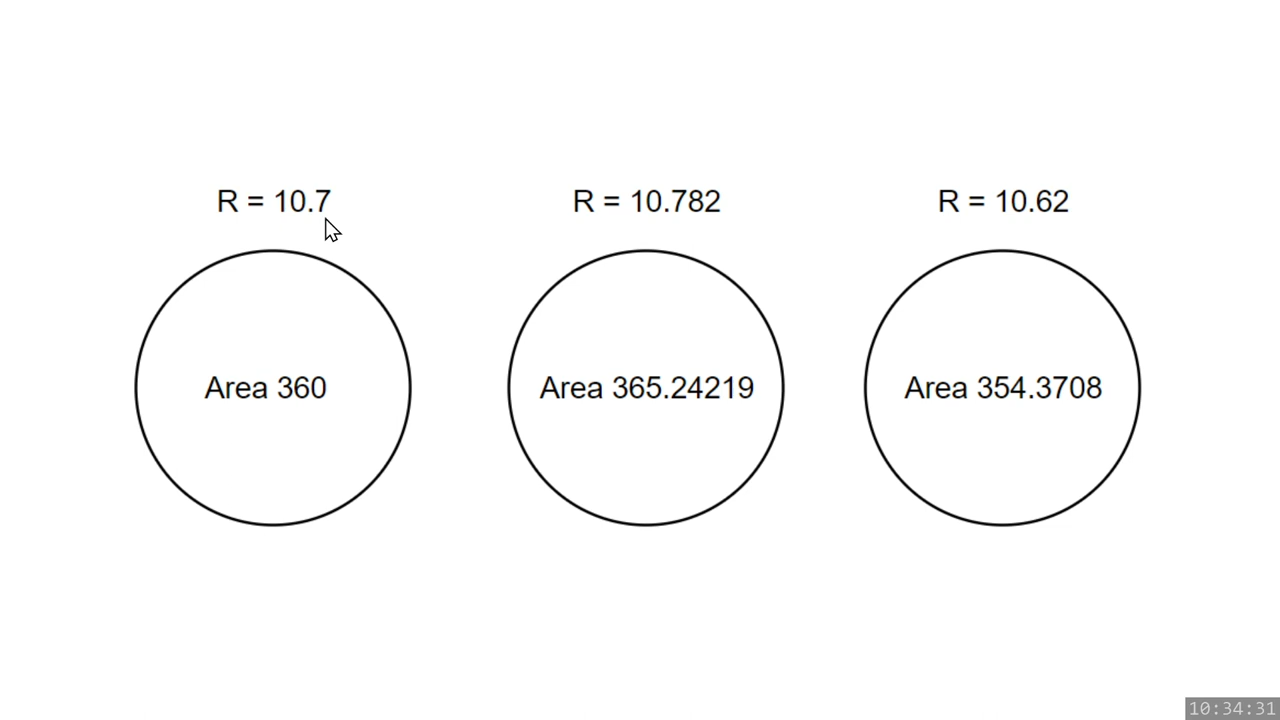 R = 10.7
R = 10.782
R = 10.62
Area 360
Area 365.24219
Area 354.3708
10:34:31